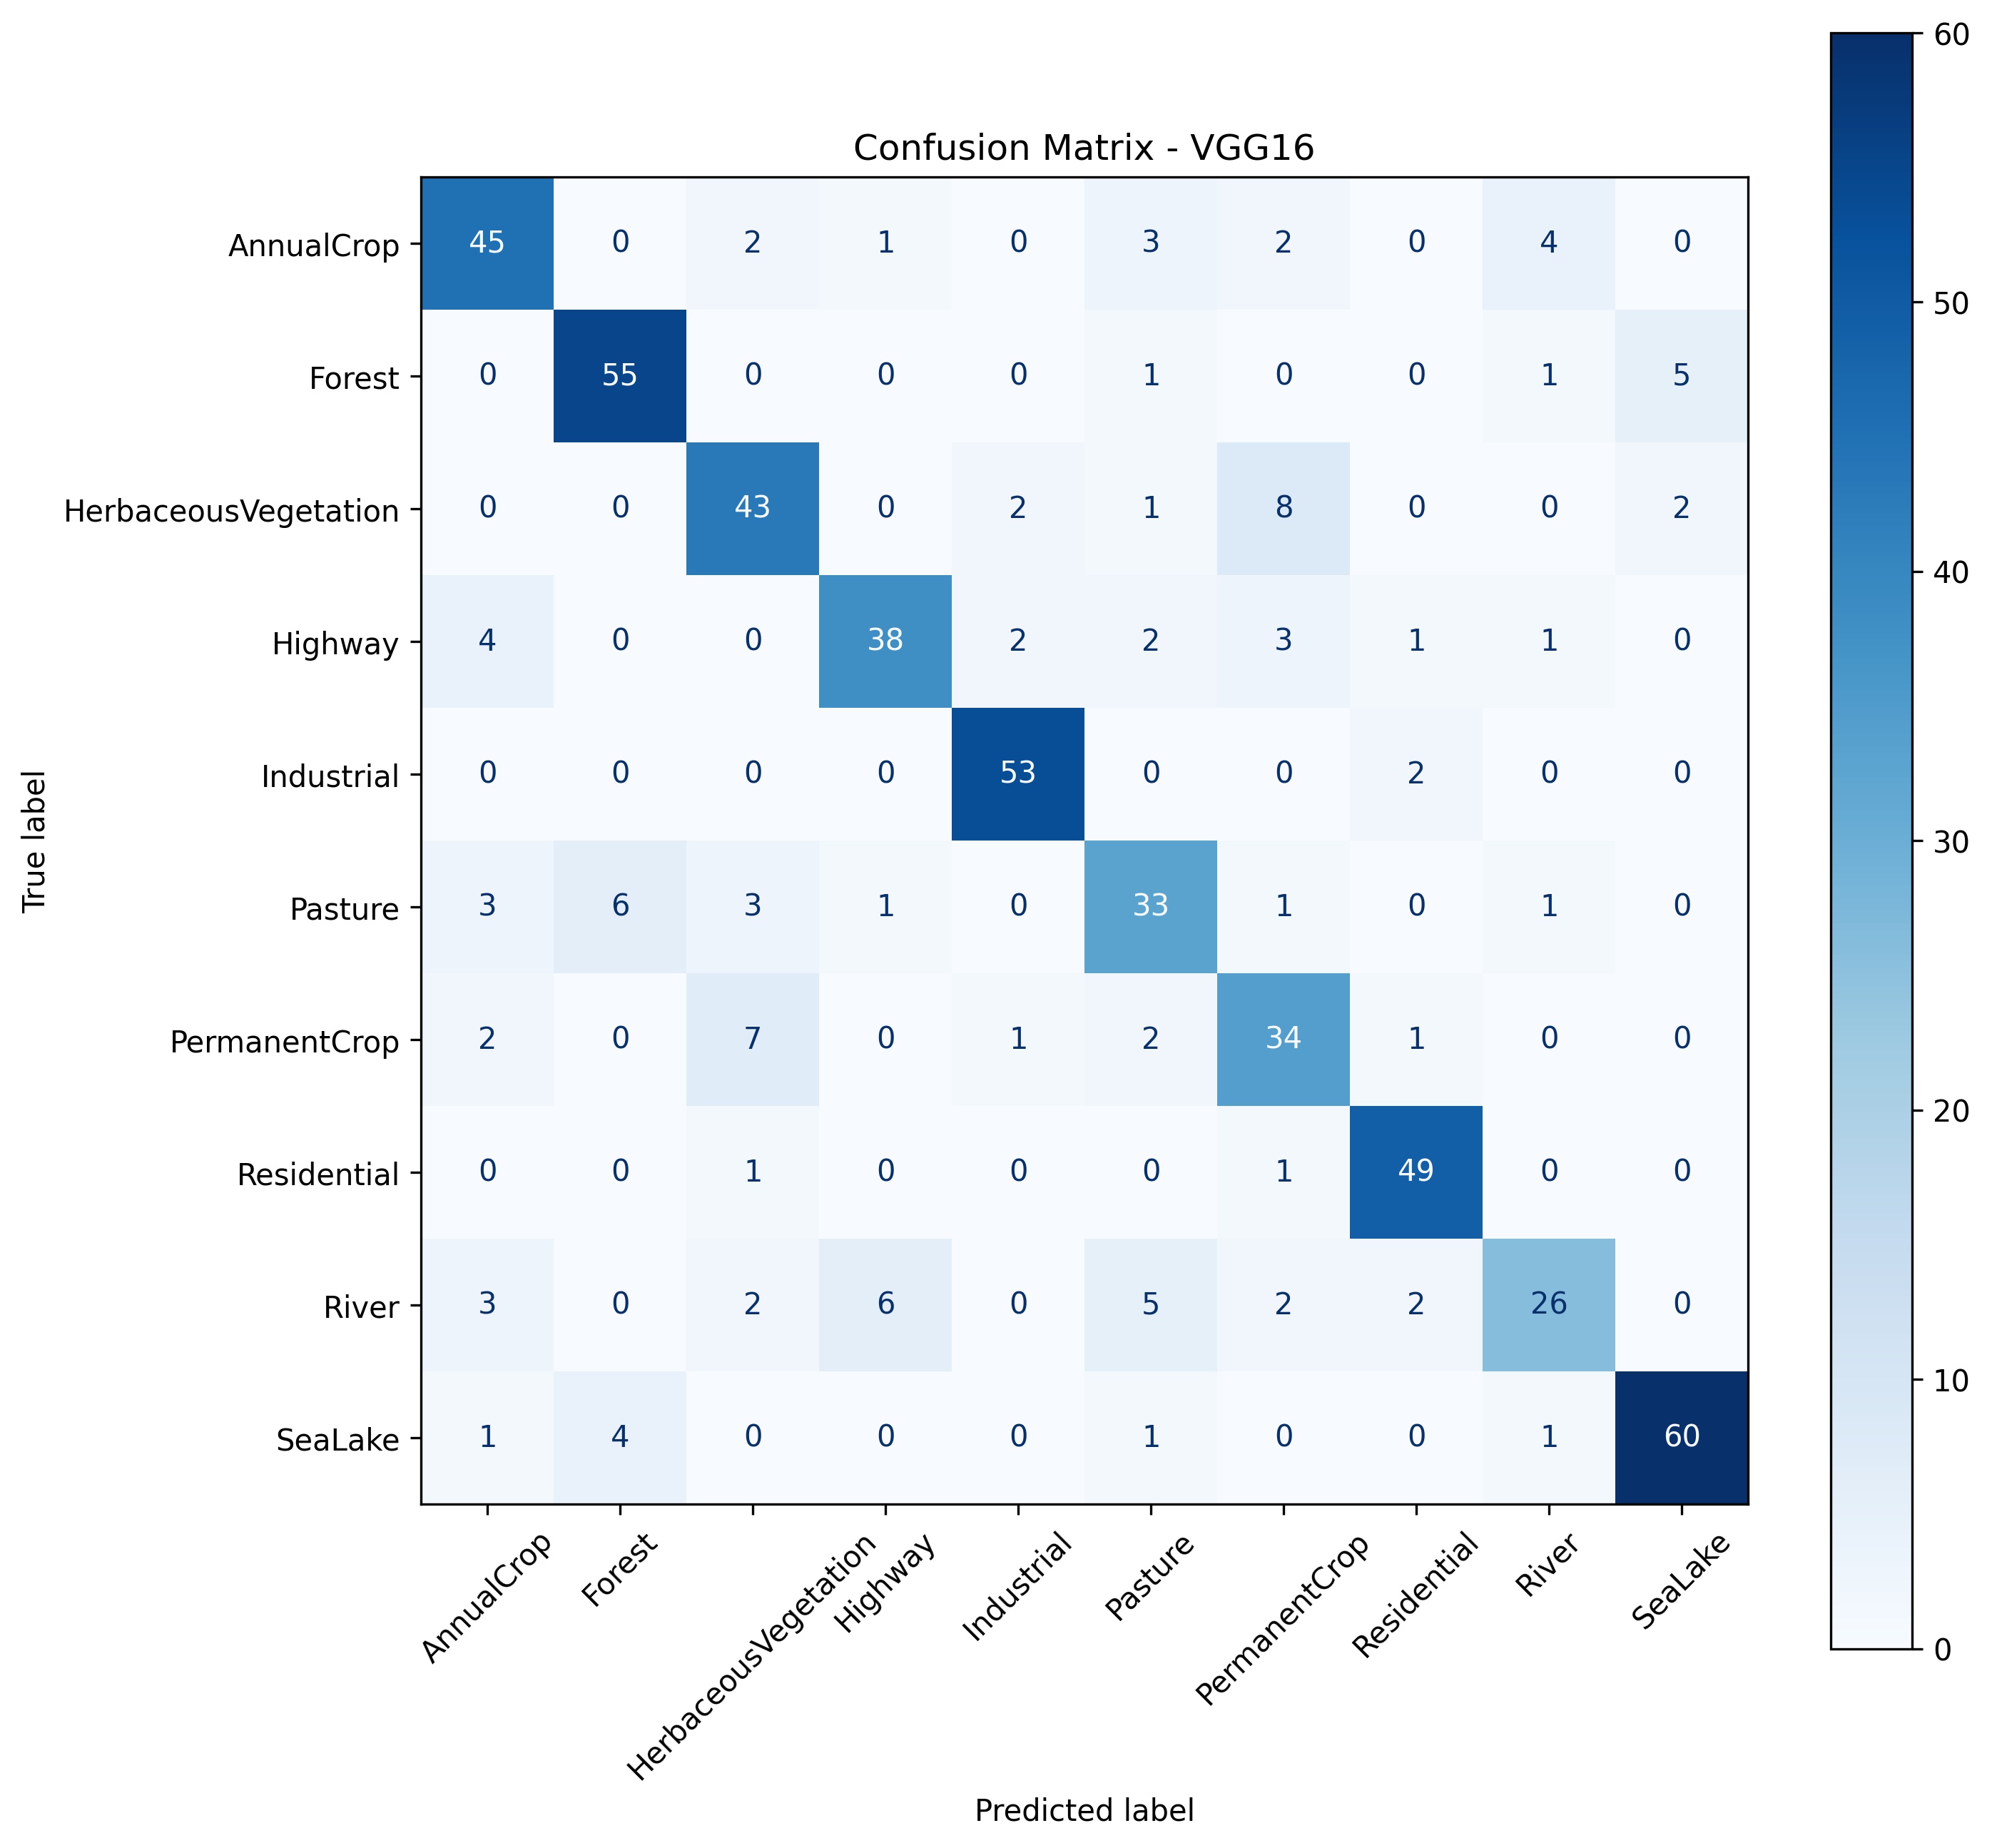 Confusion Matrix - VGG16
AnnualCrop 45 0 2 1 0 3 2 0 4 0
Forest 0 55 0 0 0 1 0 0 1 5
HerbaceousVegetation 0 0 43 0 2 1 8 0 0 2
Highway 4 0 0 38 2 2 3 1 1 0
Industrial 0 0 0 0 53 0 0 2 0 0
Pasture 3 6 3 1 0 33 1 0 1 0
PermanentCrop 2 0 7 0 1 2 34 1 0 0
Residential 0 0 1 0 0 0 1 49 0 0
River 3 0 2 6 0 5 2 2 26 0
SeaLake 1 4 0 0 0 1 0 0 1 60
True label
AnnualCrop
Forest
HerbaceousVegetation
Highway
Industrial
Pasture
PermanentCrop
Residential
River
SeaLake
Predicted label
60
50
40
30
20
10
0